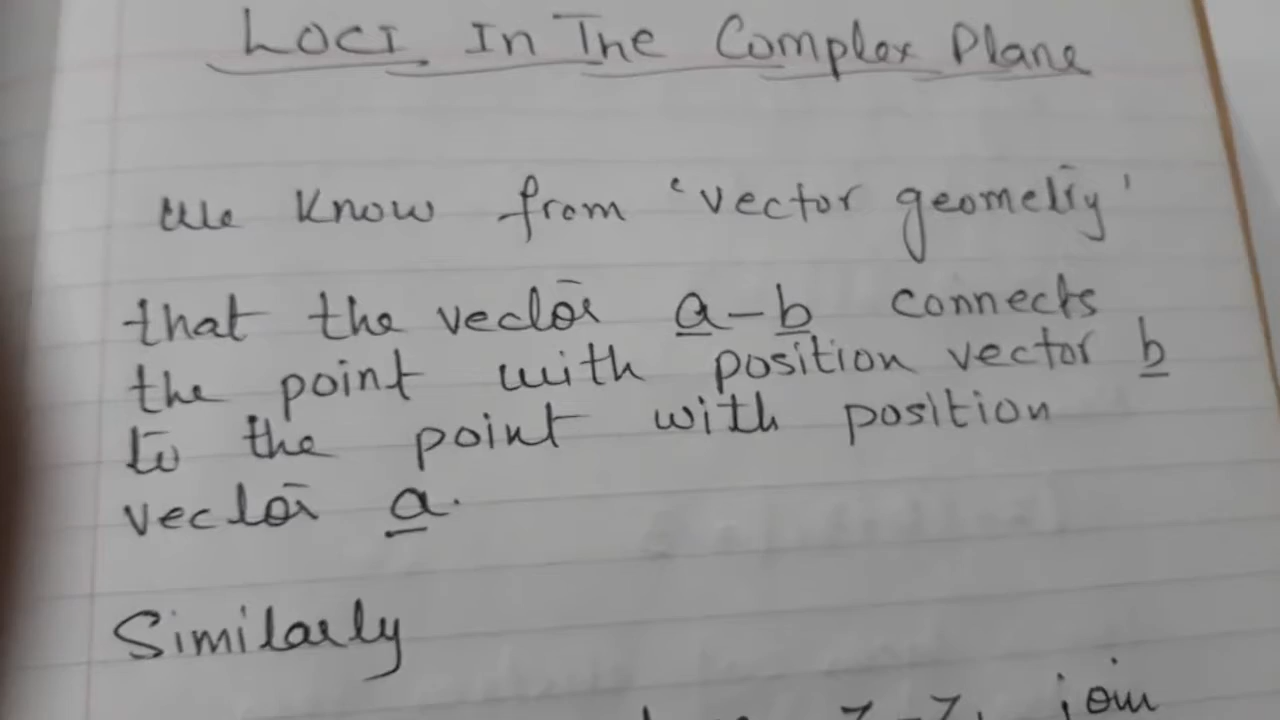 Loci In The Complex Plane
We know from 'vector geometry'
that the vector a-b connects
the point with position vector b
to the point with position
vector a.
Similarly
z-z, join